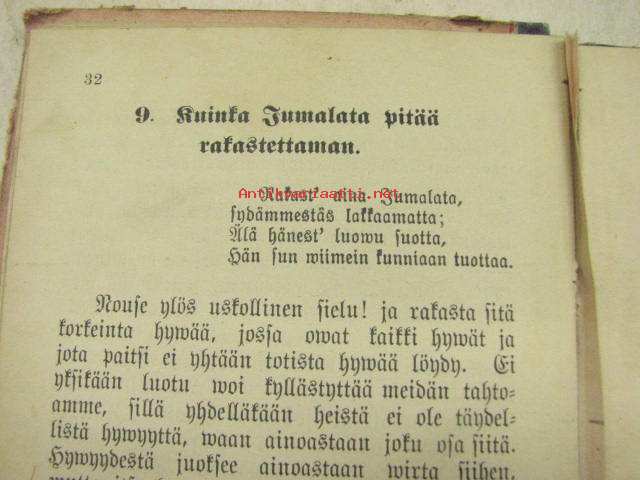 32
9. Kuinka Jumalata pitää
rakastettaman.
Rakast' aina Jumalata,
Antikvariaatti.net
sydämmestäs lakkaamatta;
Älä hänest' luowu suotta,
Hän sun wiimein kunniaan tuottaa.
Nouse ylös uskollinen sielu! ja rakasta sitä
korkeinta hywää, jossa owat kaikki hywät ja
jota paitsi ei yhtään totista hywää löydy. Ei
yksikään luotu woi kyllästyttää meidän tahto-
amme, sillä yhdelläkään heistä ei ole täydel-
listä hywyyttä, waan ainoastaan joku osa siitä.
Hywyydestä juoksee ainoastaan wirta siihen,